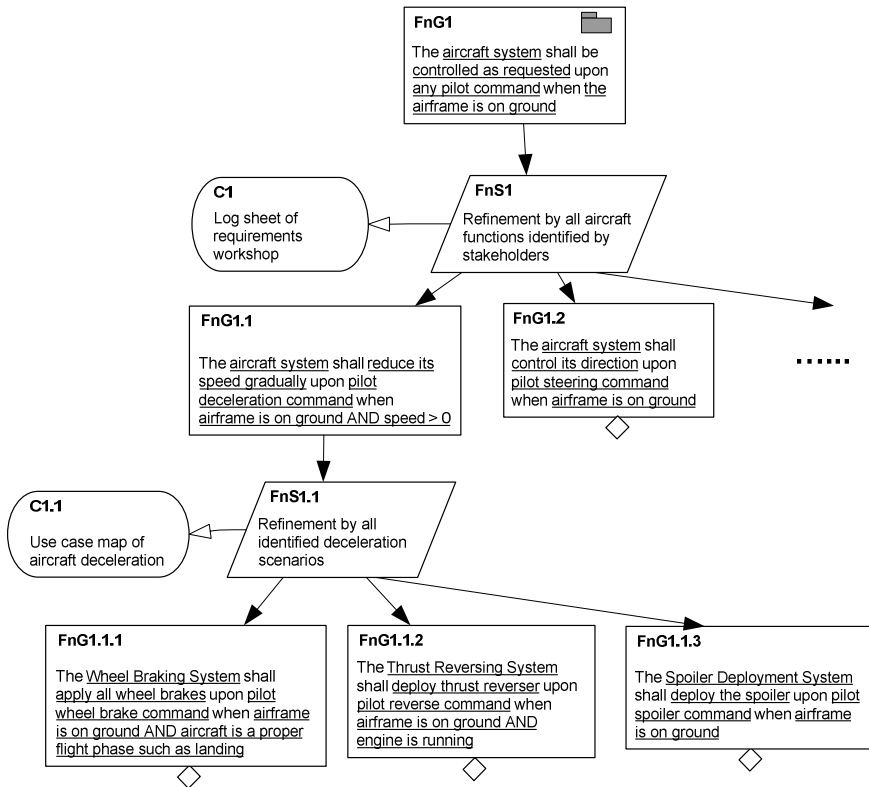 FnG1
The aircraft system shall be
controlled as requested upon
any pilot command when the
airframe is on ground
C1
Log sheet of
requirements
workshop
FnS1
Refinement by all aircraft
functions identified by
stakeholders
FnG1.1
The aircraft system shall reduce its
speed gradually upon pilot
deceleration command when
airframe is on ground AND speed > 0
FnG1.2
The aircraft system shall
control its direction upon
pilot steering command
when airframe is on ground
.......
C1.1
Use case map of
aircraft deceleration
FnS1.1
Refinement by all
identified deceleration
scenarios
FnG1.1.1
The Wheel Braking System shall
apply all wheel brakes upon pilot
wheel brake command when airframe
is on ground AND aircraft is a proper
flight phase such as landing
FnG1.1.2
The Thrust Reversing System
shall deploy thrust reverser upon
pilot reverse command when
airframe is on ground AND
engine is running
FnG1.1.3
The Spoiler Deployment System
shall deploy the spoiler upon pilot
spoiler command when airframe
is on ground